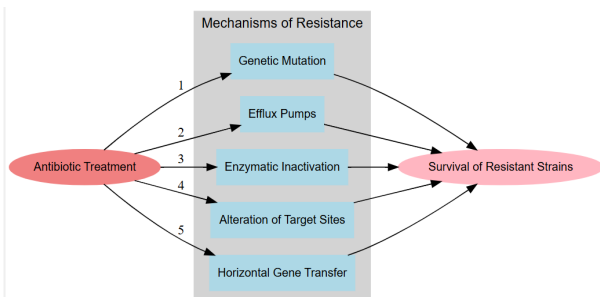 Mechanisms of Resistance
Genetic Mutation
1
Efflux Pumps
2
Antibiotic Treatment
3
Enzymatic Inactivation
Survival of Resistant Strains
4
Alteration of Target Sites
5
Horizontal Gene Transfer